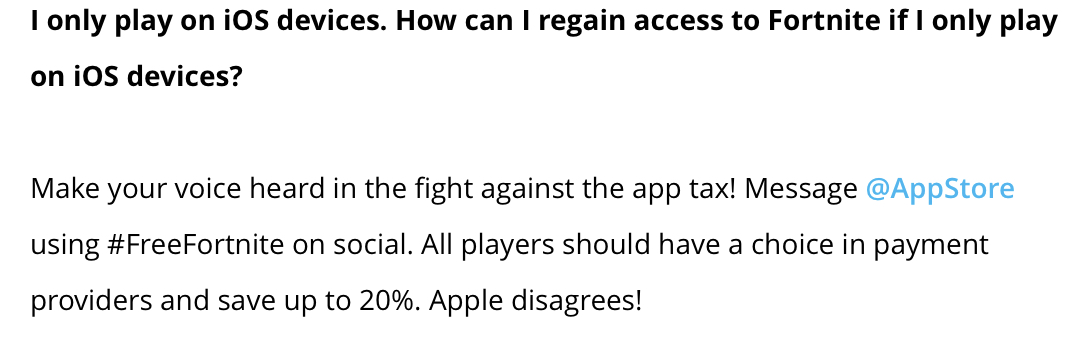 I only play on iOS devices. How can I regain access to Fortnite if I only play
on iOS devices?
Make your voice heard in the fight against the app tax! Message @AppStore
using #FreeFortnite on social. All players should have a choice in payment
providers and save up to 20%. Apple disagrees!